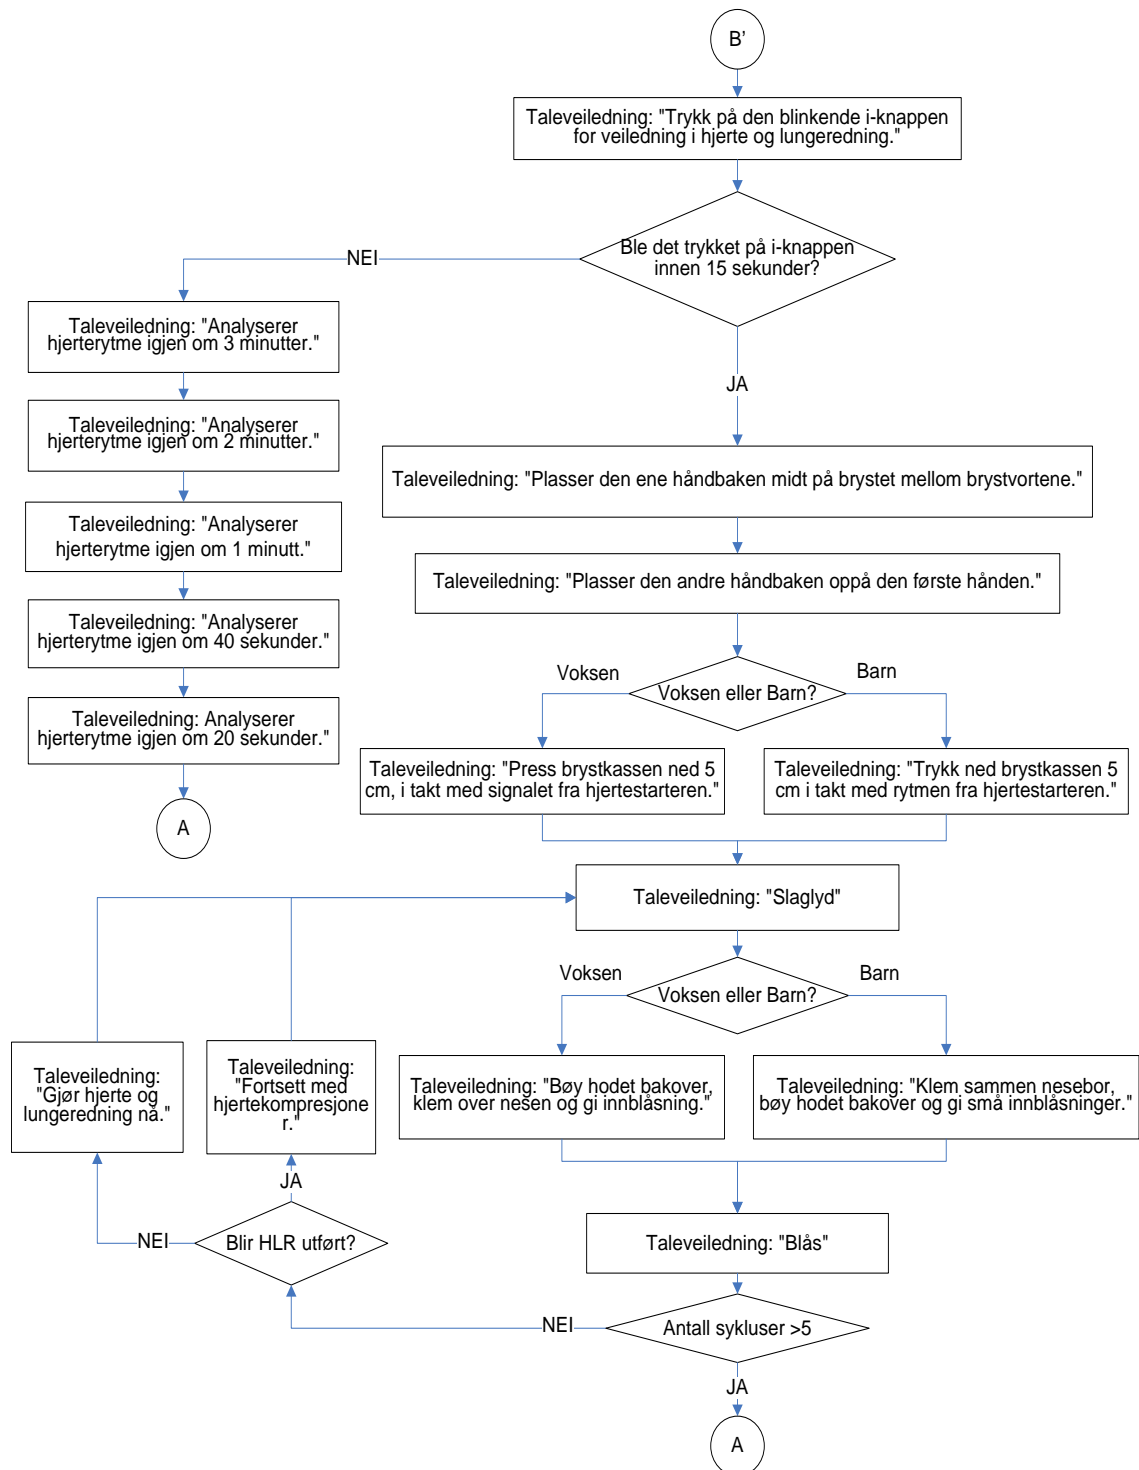 B’
Taleveiledning: "Trykk på den blinkende i-knappen
for veiledning i hjerte og lungeredning."
Ble det trykket på i-knappen
innen 15 sekunder?
NEI
Taleveiledning: "Analyserer
hjerterytme igjen om 3 minutter."
Taleveiledning: "Analyserer
hjerterytme igjen om 2 minutter."
Taleveiledning: "Analyserer
hjerterytme igjen om 1 minutt."
Taleveiledning: "Analyserer
hjerterytme igjen om 40 sekunder."
Taleveiledning: Analyserer
hjerterytme igjen om 20 sekunder."
A
JA
Taleveiledning: "Plasser den ene håndbaken midt på brystet mellom brystvortene."
Taleveiledning: "Plasser den andre håndbaken oppå den første hånden."
Voksen eller Barn?
Voksen
Barn
Taleveiledning: "Press brystkassen ned 5
cm, i takt med signalet fra hjertestarteren."
Taleveiledning: "Trykk ned brystkassen 5
cm i takt med rytmen fra hjertestarteren."
Taleveiledning: "Slaglyd"
Voksen eller Barn?
Voksen
Barn
Taleveiledning: "Bøy hodet bakover,
klem over nesen og gi innblåsning."
Taleveiledning: "Klem sammen nesebor,
bøy hodet bakover og gi små innblåsninger."
Taleveiledning: "Blås"
Antall sykluser >5
NEI
Blir HLR utført?
NEI
JA
Taleveiledning:
"Gjør hjerte og
lungeredning nå."
Taleveiledning:
"Fortsett med
hjertekompresjone
r."
JA
A